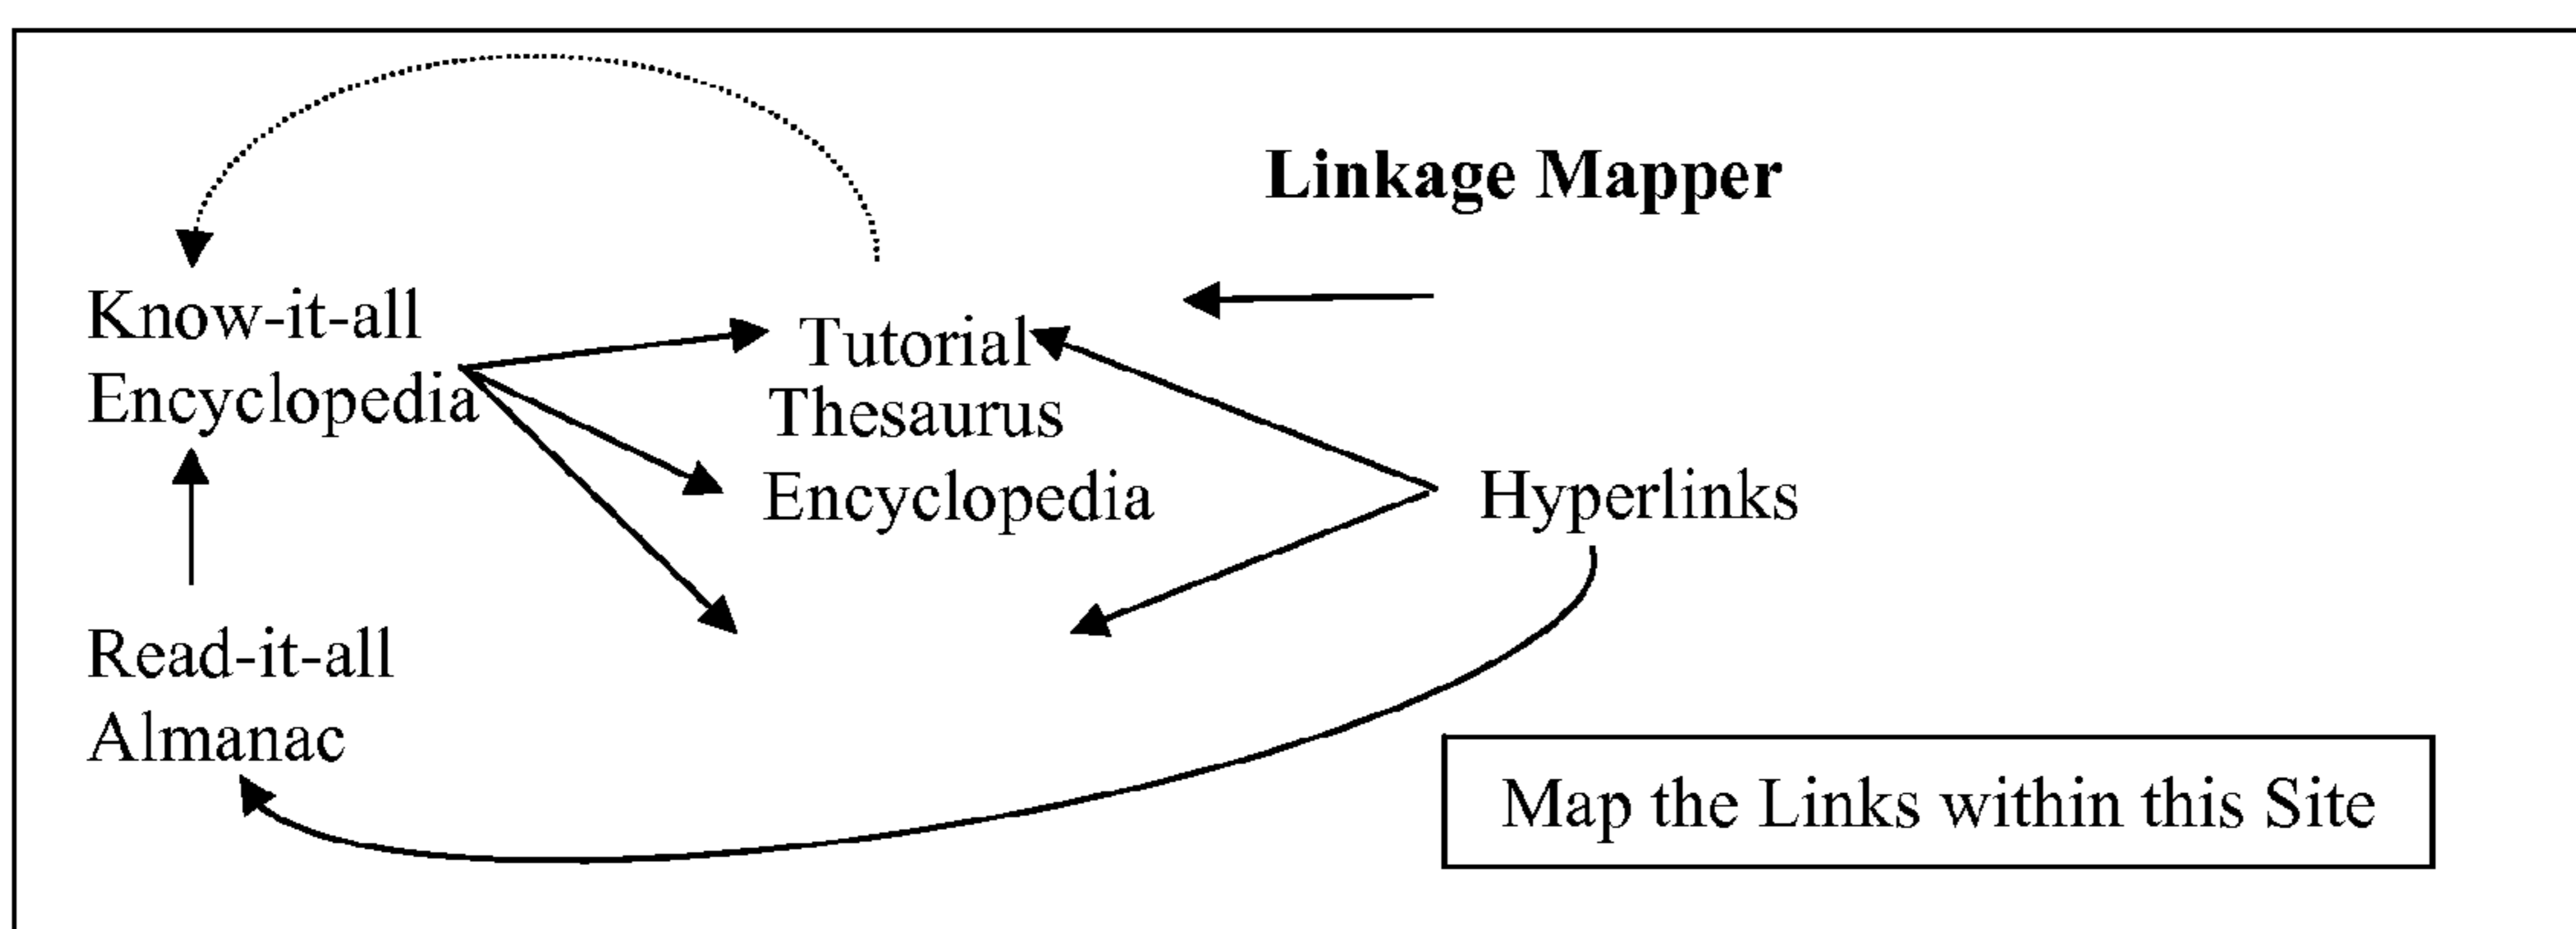 Linkage Mapper
Know-it-all
Encyclopedia
Tutorial
Thesaurus
Encyclopedia
Hyperlinks
Read-it-all
Almanac
Map the Links within this Site